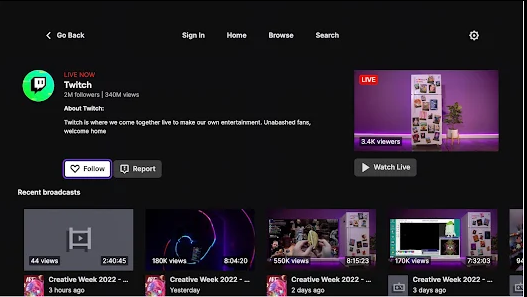 Go Back
Sign In
Home
Browse
Search
LIVE NOW
Twitch
2M followers | 340M views
About Twitch:
Twitch is where we come together live to make our own entertainment. Unabashed fans,
welcome home
Follow
Report
LIVE
3.4K viewers
Watch Live
Recent broadcasts
44 views
2:40:45
180K views
8:04:20
550K views
8:15:23
170K views
7:32:03
Creative Week 2022 - ...
3 hours ago
Creative Week 2022 - ...
Yesterday
Creative Week 2022 - ...
2 days ago
Creative Week 2022 - ...
3 days ago